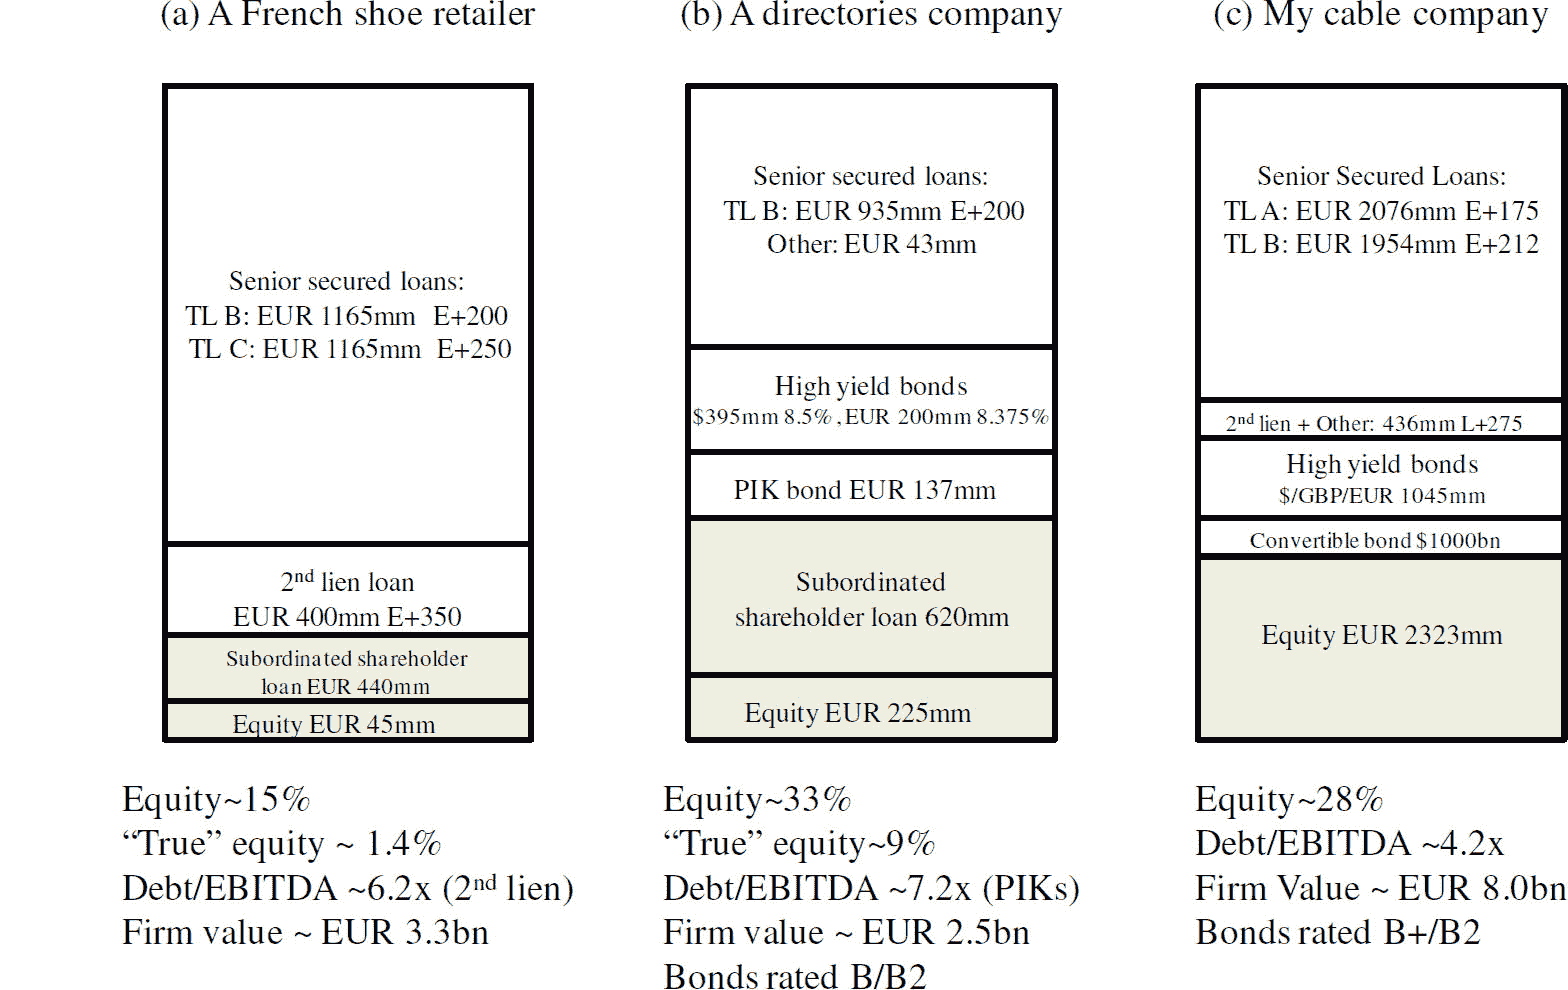 (a) A French shoe retailer
Senior secured loans:
TL B: EUR 1165mm E+200
TL C: EUR 1165mm E+250
2nd lien loan
EUR 400mm E+350
Subordinated shareholder
loan EUR 440mm
Equity EUR 45mm
Equity~15%
“True” equity ~ 1.4%
Debt/EBITDA ~6.2x (2nd lien)
Firm value ~ EUR 3.3bn
(b) A directories company
Senior secured loans:
TL B: EUR 935mm E+200
Other: EUR 43mm
High yield bonds
$395mm 8.5% , EUR 200mm 8.375%
PIK bond EUR 137mm
Subordinated
shareholder loan 620mm
Equity EUR 225mm
Equity~33%
“True” equity~9%
Debt/EBITDA ~7.2x (PIKs)
Firm value ~ EUR 2.5bn
Bonds rated B/B2
(c) My cable company
Senior Secured Loans:
TL A: EUR 2076mm E+175
TL B: EUR 1954mm E+212
2nd lien + Other: 436mm L+275
High yield bonds
$/GBP/EUR 1045mm
Convertible bond $1000bn
Equity EUR 2323mm
Equity~28%
Debt/EBITDA ~4.2x
Firm Value ~ EUR 8.0bn
Bonds rated B+/B2